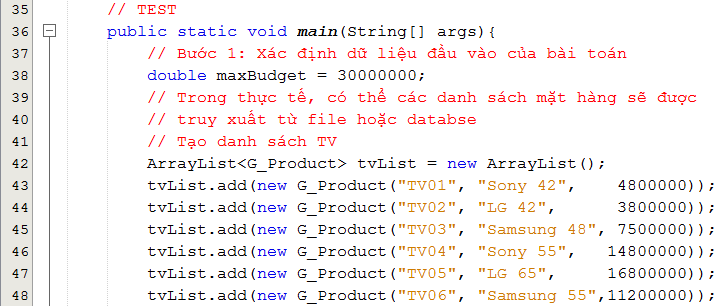 35 // TEST
36 public static void main(String[] args){
37 // Bước 1: Xác định dữ liệu đầu vào của bài toán
38 double maxBudget = 30000000;
39 // Trong thực tế, có thể các danh sách mặt hàng sẽ được
40 // truy xuất từ file hoặc databse
41 // Tạo danh sách TV
42 ArrayList<G_Product> tvList = new ArrayList();
43 tvList.add(new G_Product("TV01", "Sony 42", 4800000));
44 tvList.add(new G_Product("TV02", "LG 42", 3800000));
45 tvList.add(new G_Product("TV03", "Samsung 48", 7500000));
46 tvList.add(new G_Product("TV04", "Sony 55", 14800000));
47 tvList.add(new G_Product("TV05", "LG 65", 16800000));
48 tvList.add(new G_Product("TV06", "Samsung 55",11200000));